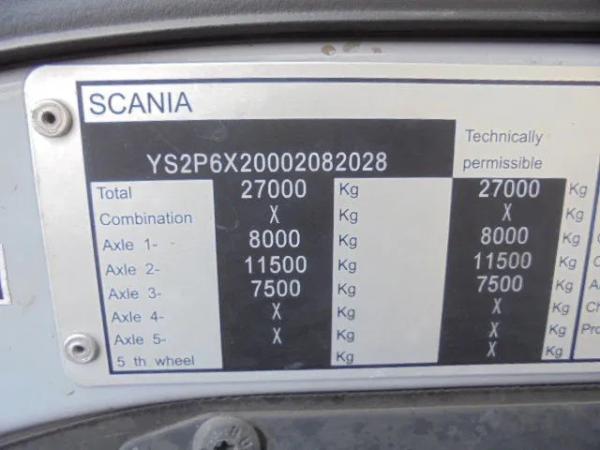 SCANIA
YS2P6X20002082028 Technically permissible
Total 27000 Kg 27000 Kg
Combination X Kg X Kg
Axle 1- 8000 Kg 8000 Kg
Axle 2- 11500 Kg 11500 Kg
Axle 3- 7500 Kg 7500 Kg
Axle 4- X Kg X Kg
Axle 5- X Kg X Kg
5 th wheel Kg X Kg